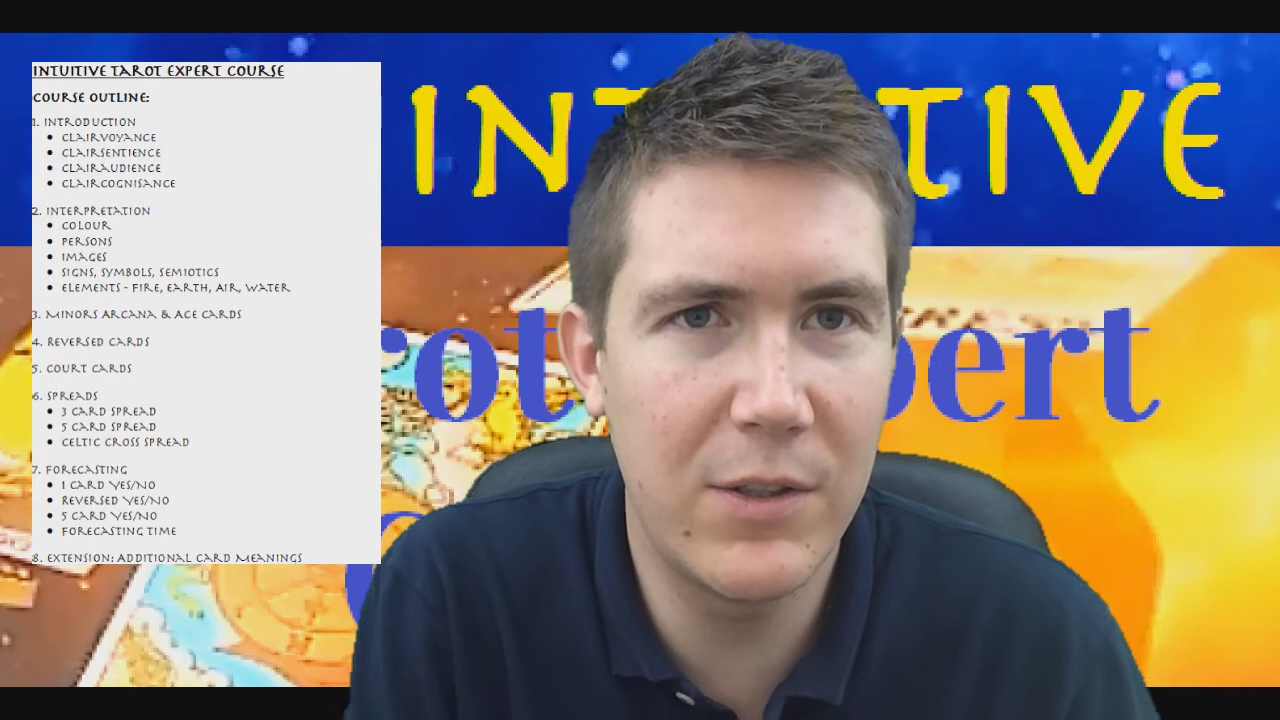 INTUITIVE TAROT EXPERT COURSE
COURSE OUTLINE:
1. INTRODUCTION
• CLAIRVOYANCE
• CLAIRSENTIENCE
• CLAIRAUDIENCE
• CLAIRCOGNISANCE
2. INTERPRETATION
• COLOUR
• PERSONS
• IMAGES
• SIGNS, SYMBOLS, SEMIOTICS
• ELEMENTS - FIRE, EARTH, AIR, WATER
3. MINORS ARCANA & ACE CARDS
4. REVERSED CARDS
5. COURT CARDS
6. SPREADS
• 3 CARD SPREAD
• 5 CARD SPREAD
• CELTIC CROSS SPREAD
7. FORECASTING
• 1 CARD YES/NO
• REVERSED YES/NO
• 5 CARD YES/NO
• FORECASTING TIME
8. EXTENSION: ADDITIONAL CARD MEANINGS
INT TIVE
rot pert